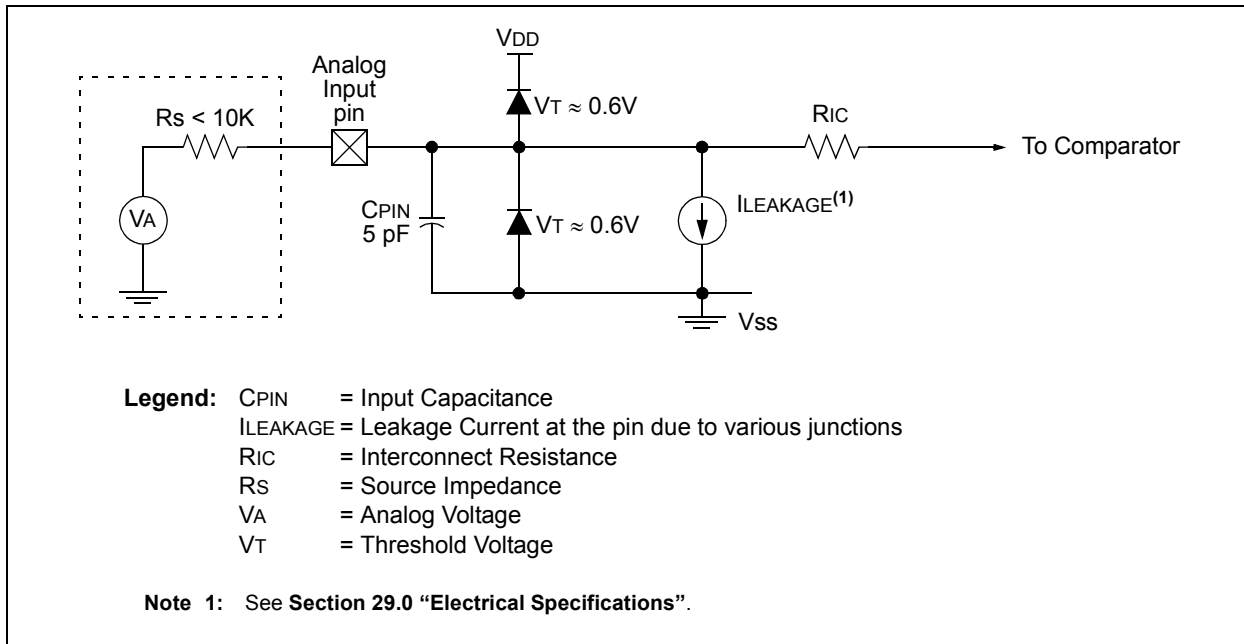 VDD
Analog
Input
pin
Rs < 10K
VT ≈ 0.6V
RIC
To Comparator
VA
CPIN
5 pF
VT ≈ 0.6V
ILEAKAGE(1)
Vss
Legend: CPIN = Input Capacitance
ILEAKAGE = Leakage Current at the pin due to various junctions
RIC = Interconnect Resistance
RS = Source Impedance
VA = Analog Voltage
VT = Threshold Voltage
Note 1: See Section 29.0 “Electrical Specifications”.